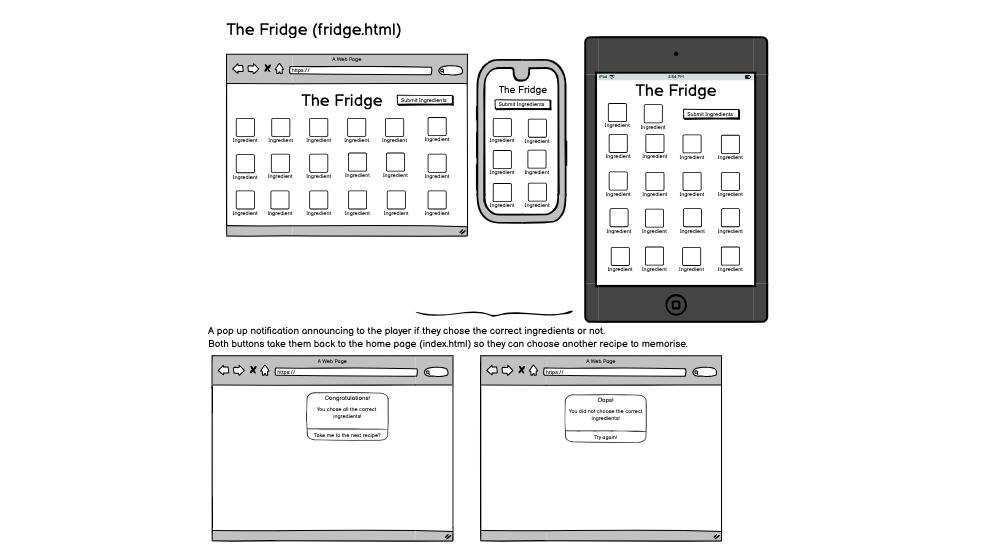 The Fridge (fridge.html)
A Web Page
https://
The Fridge
Submit Ingredients
Ingredient Ingredient Ingredient Ingredient Ingredient Ingredient
Ingredient Ingredient Ingredient Ingredient Ingredient Ingredient
Ingredient Ingredient Ingredient Ingredient Ingredient Ingredient
The Fridge
Submit Ingredients
Ingredient Ingredient
Ingredient Ingredient
Ingredient Ingredient
iPad
The Fridge
Submit Ingredients
Ingredient Ingredient
Ingredient Ingredient Ingredient Ingredient
Ingredient Ingredient Ingredient Ingredient
Ingredient Ingredient Ingredient Ingredient
Ingredient Ingredient Ingredient Ingredient
A pop up notification announcing to the player if they chose the correct ingredients or not.
Both buttons take them back to the home page (index.html) so they can choose another recipe to memorise.
A Web Page
https://
Congratulations!
You chose all the correct
ingredients!
Take me to the next recipe?
A Web Page
https://
Oops!
You did not choose the correct
ingredients!
Try again!